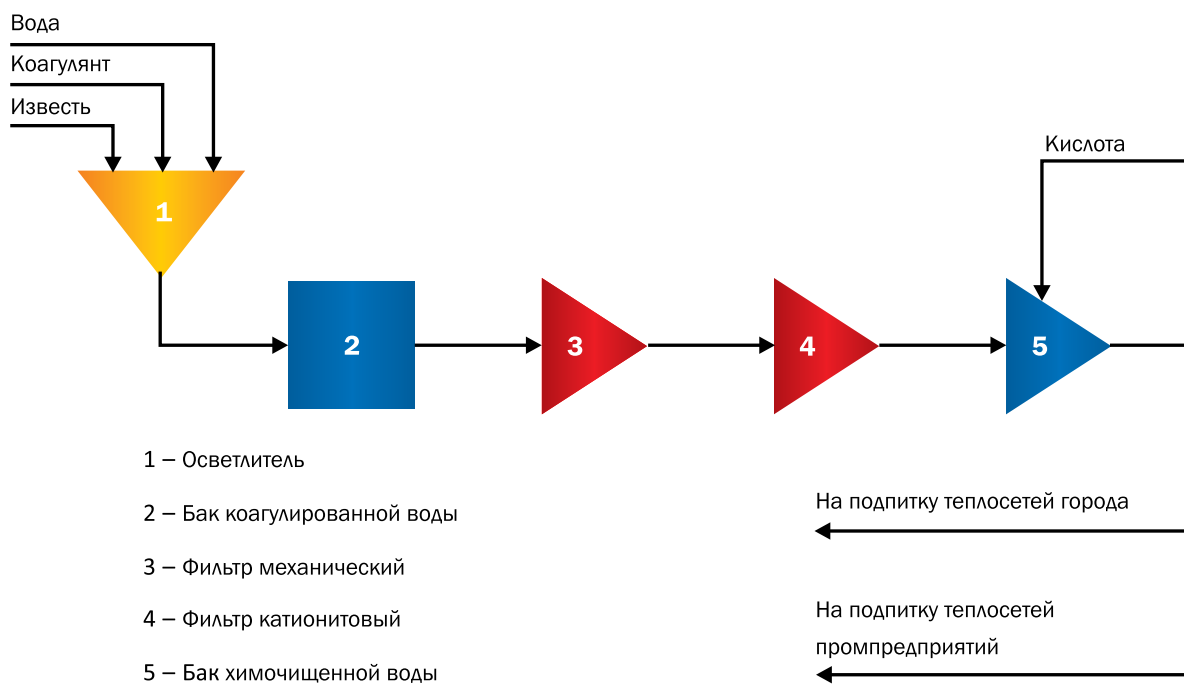 Вода
Коагулянт
Известь
Кислота
1
2
3
4
5
1 – Осветлитель
2 – Бак коагулированной воды
3 – Фильтр механический
4 – Фильтр катионитовый
5 – Бак химочищенной воды
На подпитку теплосетей города
На подпитку теплосетей
промпредприятий